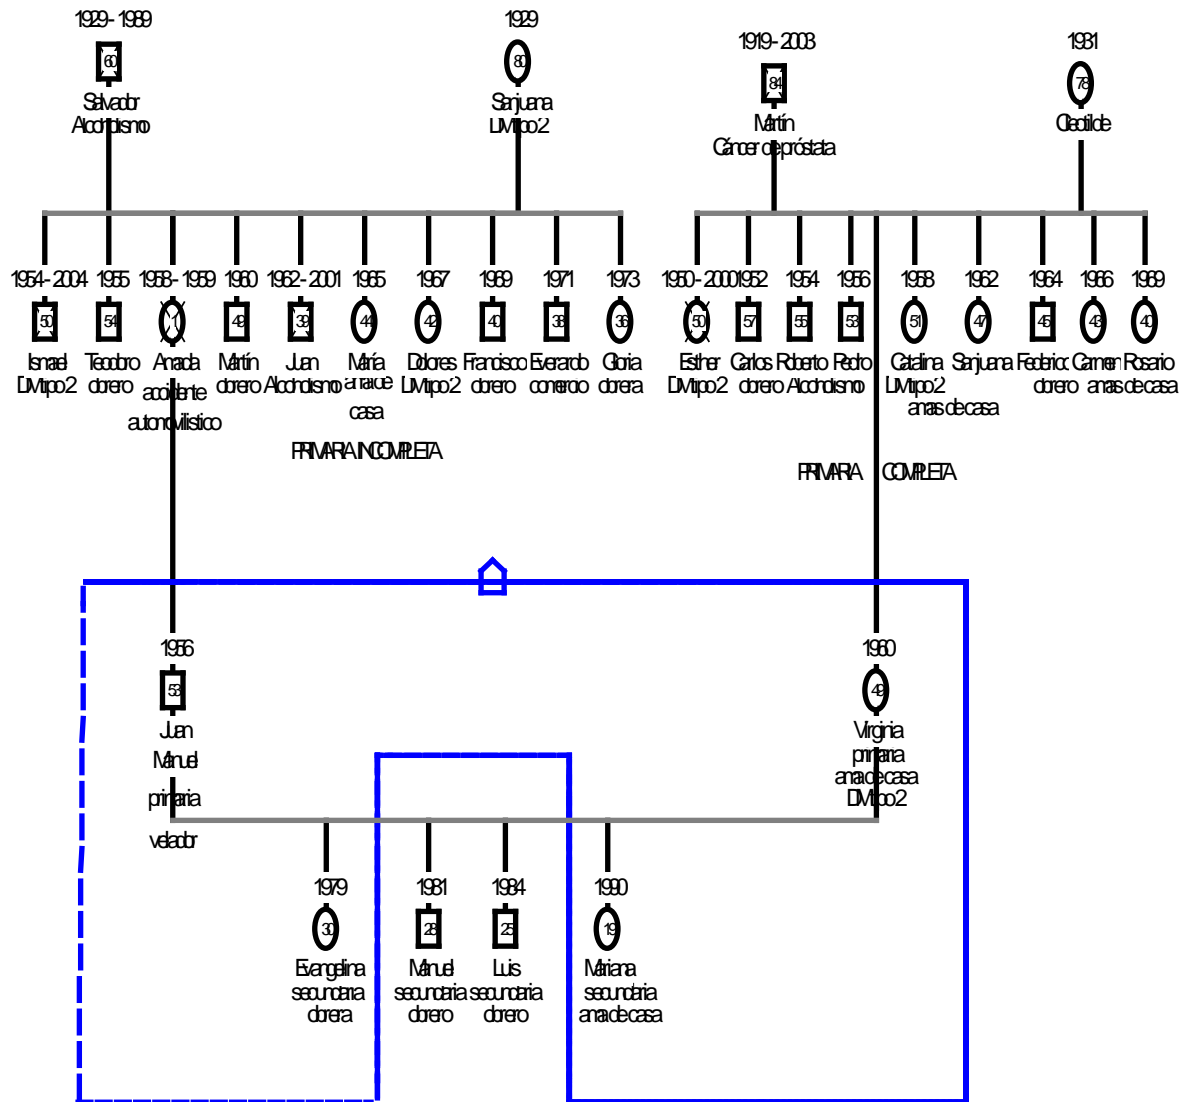 1929 - 1989
60
Salvador
Alcoholismo
1929
80
Sanjuana
DM tipo 2
1919 - 2003
84
Martín
Cáncer de próstata
1931
78
Cleotilde
1954 - 2004
50
Ismael
DM tipo 2
1955
54
Teodoro
obrero
1958 - 1959
1
Amada
accidente
automovilístico
1960
49
Martín
obrero
1962 - 2001
39
Juan
Alcoholismo
1965
44
María
ama de
casa
1967
42
Dolores
DM tipo 2
1969
40
Francisco
obrero
1971
38
Everardo
comercio
1973
36
Gloria
obrera
PRIMARIA INCOMPLETA
1950 - 2000
50
Esther
DM tipo 2
1952
57
Carlos
obrero
1954
55
Roberto
Alcoholismo
1956
53
Pedro
1958
51
Catalina
DM tipo 2
1962
47
Sanjuana
amas de casa
1964
45
Federico
obrero
1966
43
Carmen
1969
40
Rosario
amas de casa
PRIMARIA COMPLETA
1956
53
Juan
Manuel
primaria
velador
1960
49
Virginia
primaria
ama de casa
DM tipo 2
1979
30
Evangelina
secundaria
obrera
1981
28
Manuel
secundaria
obrero
1984
25
Luis
secundaria
obrero
1990
19
Mariana
secundaria
ama de casa